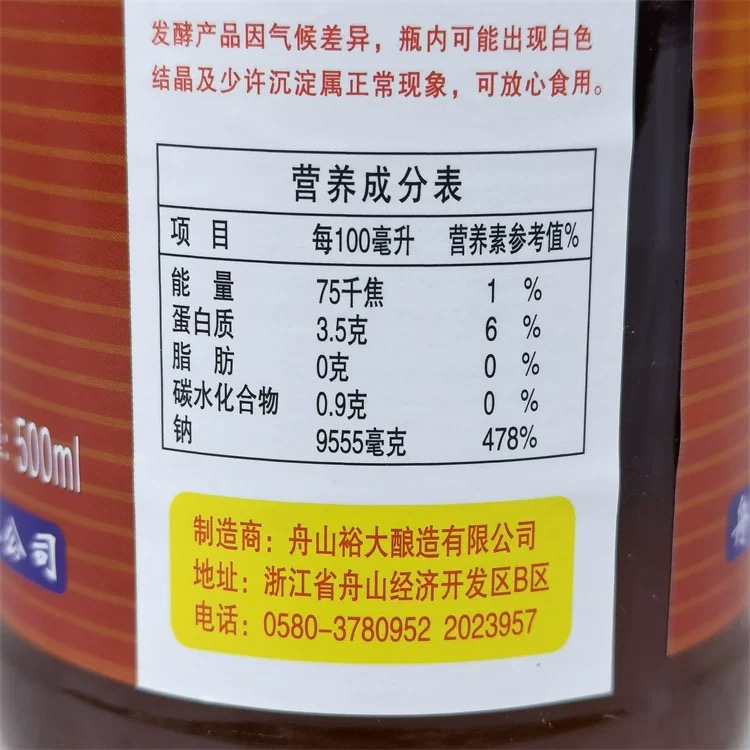 发酵产品因气候差异，瓶内可能出现白色
结晶及少许沉淀属正常现象，可放心食用。
营养成分表
项 目 每100毫升 营养素参考值%
能 量 75千焦 1 %
蛋白质 3.5克 6 %
脂 肪 0克 0 %
碳水化合物 0.9克 0 %
钠 9555毫克 478%
: 500ml
公司
制造商：舟山裕大酿造有限公司
地址：浙江省舟山经济开发区B区
电话：0580-3780952 2023957